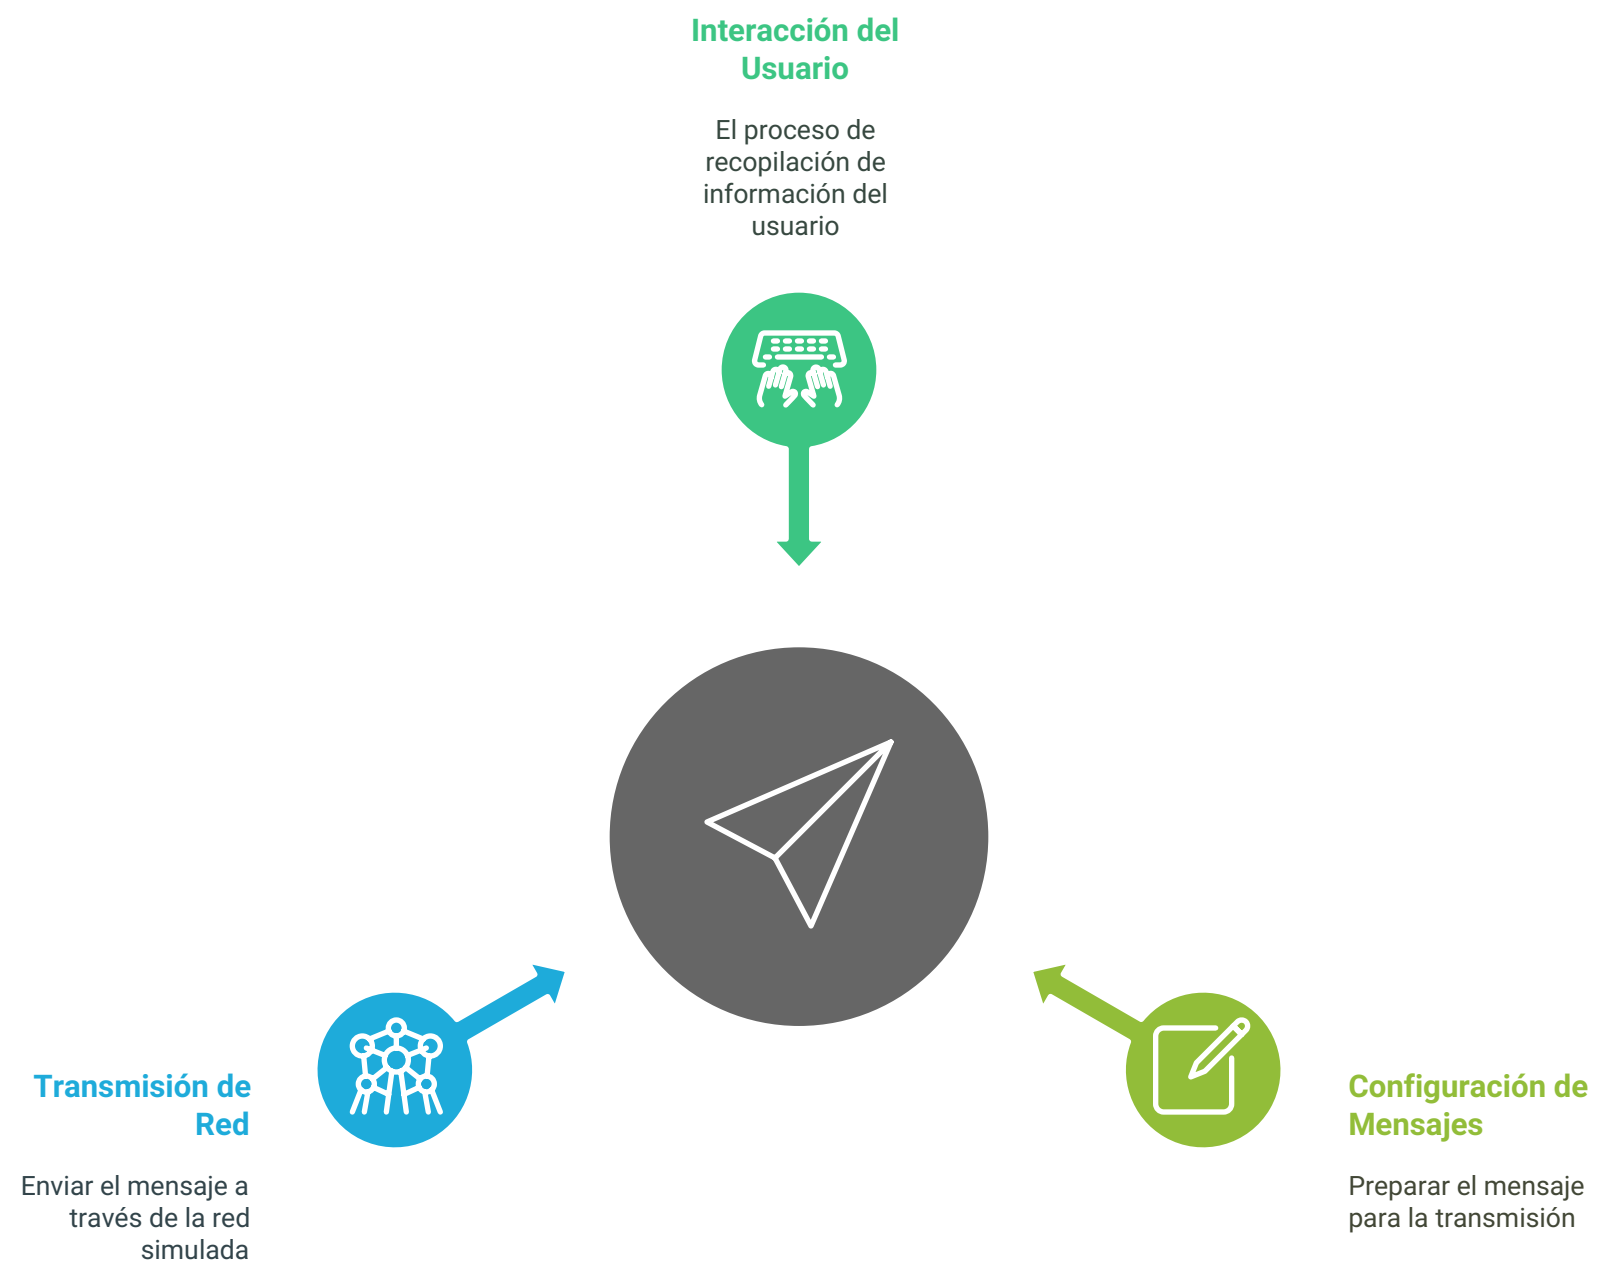 Interacción del
Usuario
El proceso de
recopilación de
información del
usuario
Transmisión de
Red
Enviar el mensaje a
través de la red
simulada
Configuración de
Mensajes
Preparar el mensaje
para la transmisión